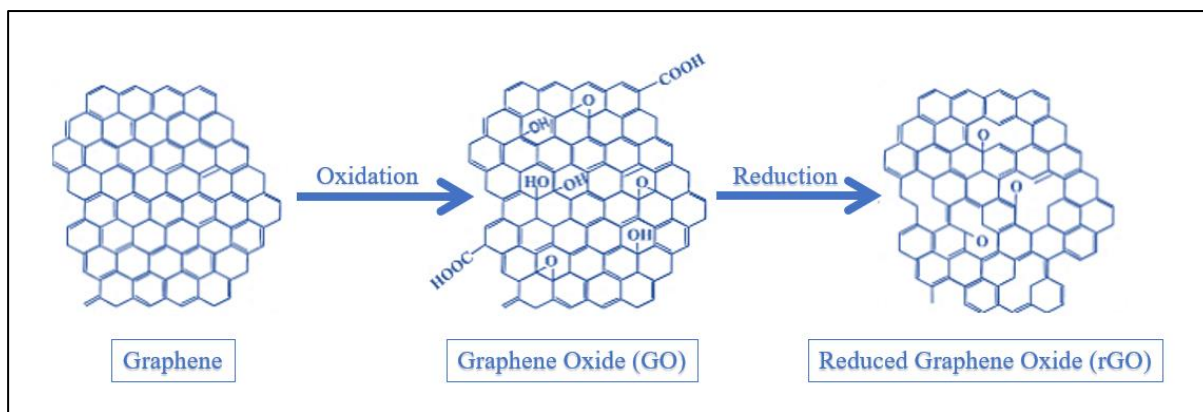 COOH
O
OH
HO
OH
O
OH
HOOC
O
Oxidation
Reduction
O
O
O
Graphene
Graphene Oxide (GO)
Reduced Graphene Oxide (rGO)